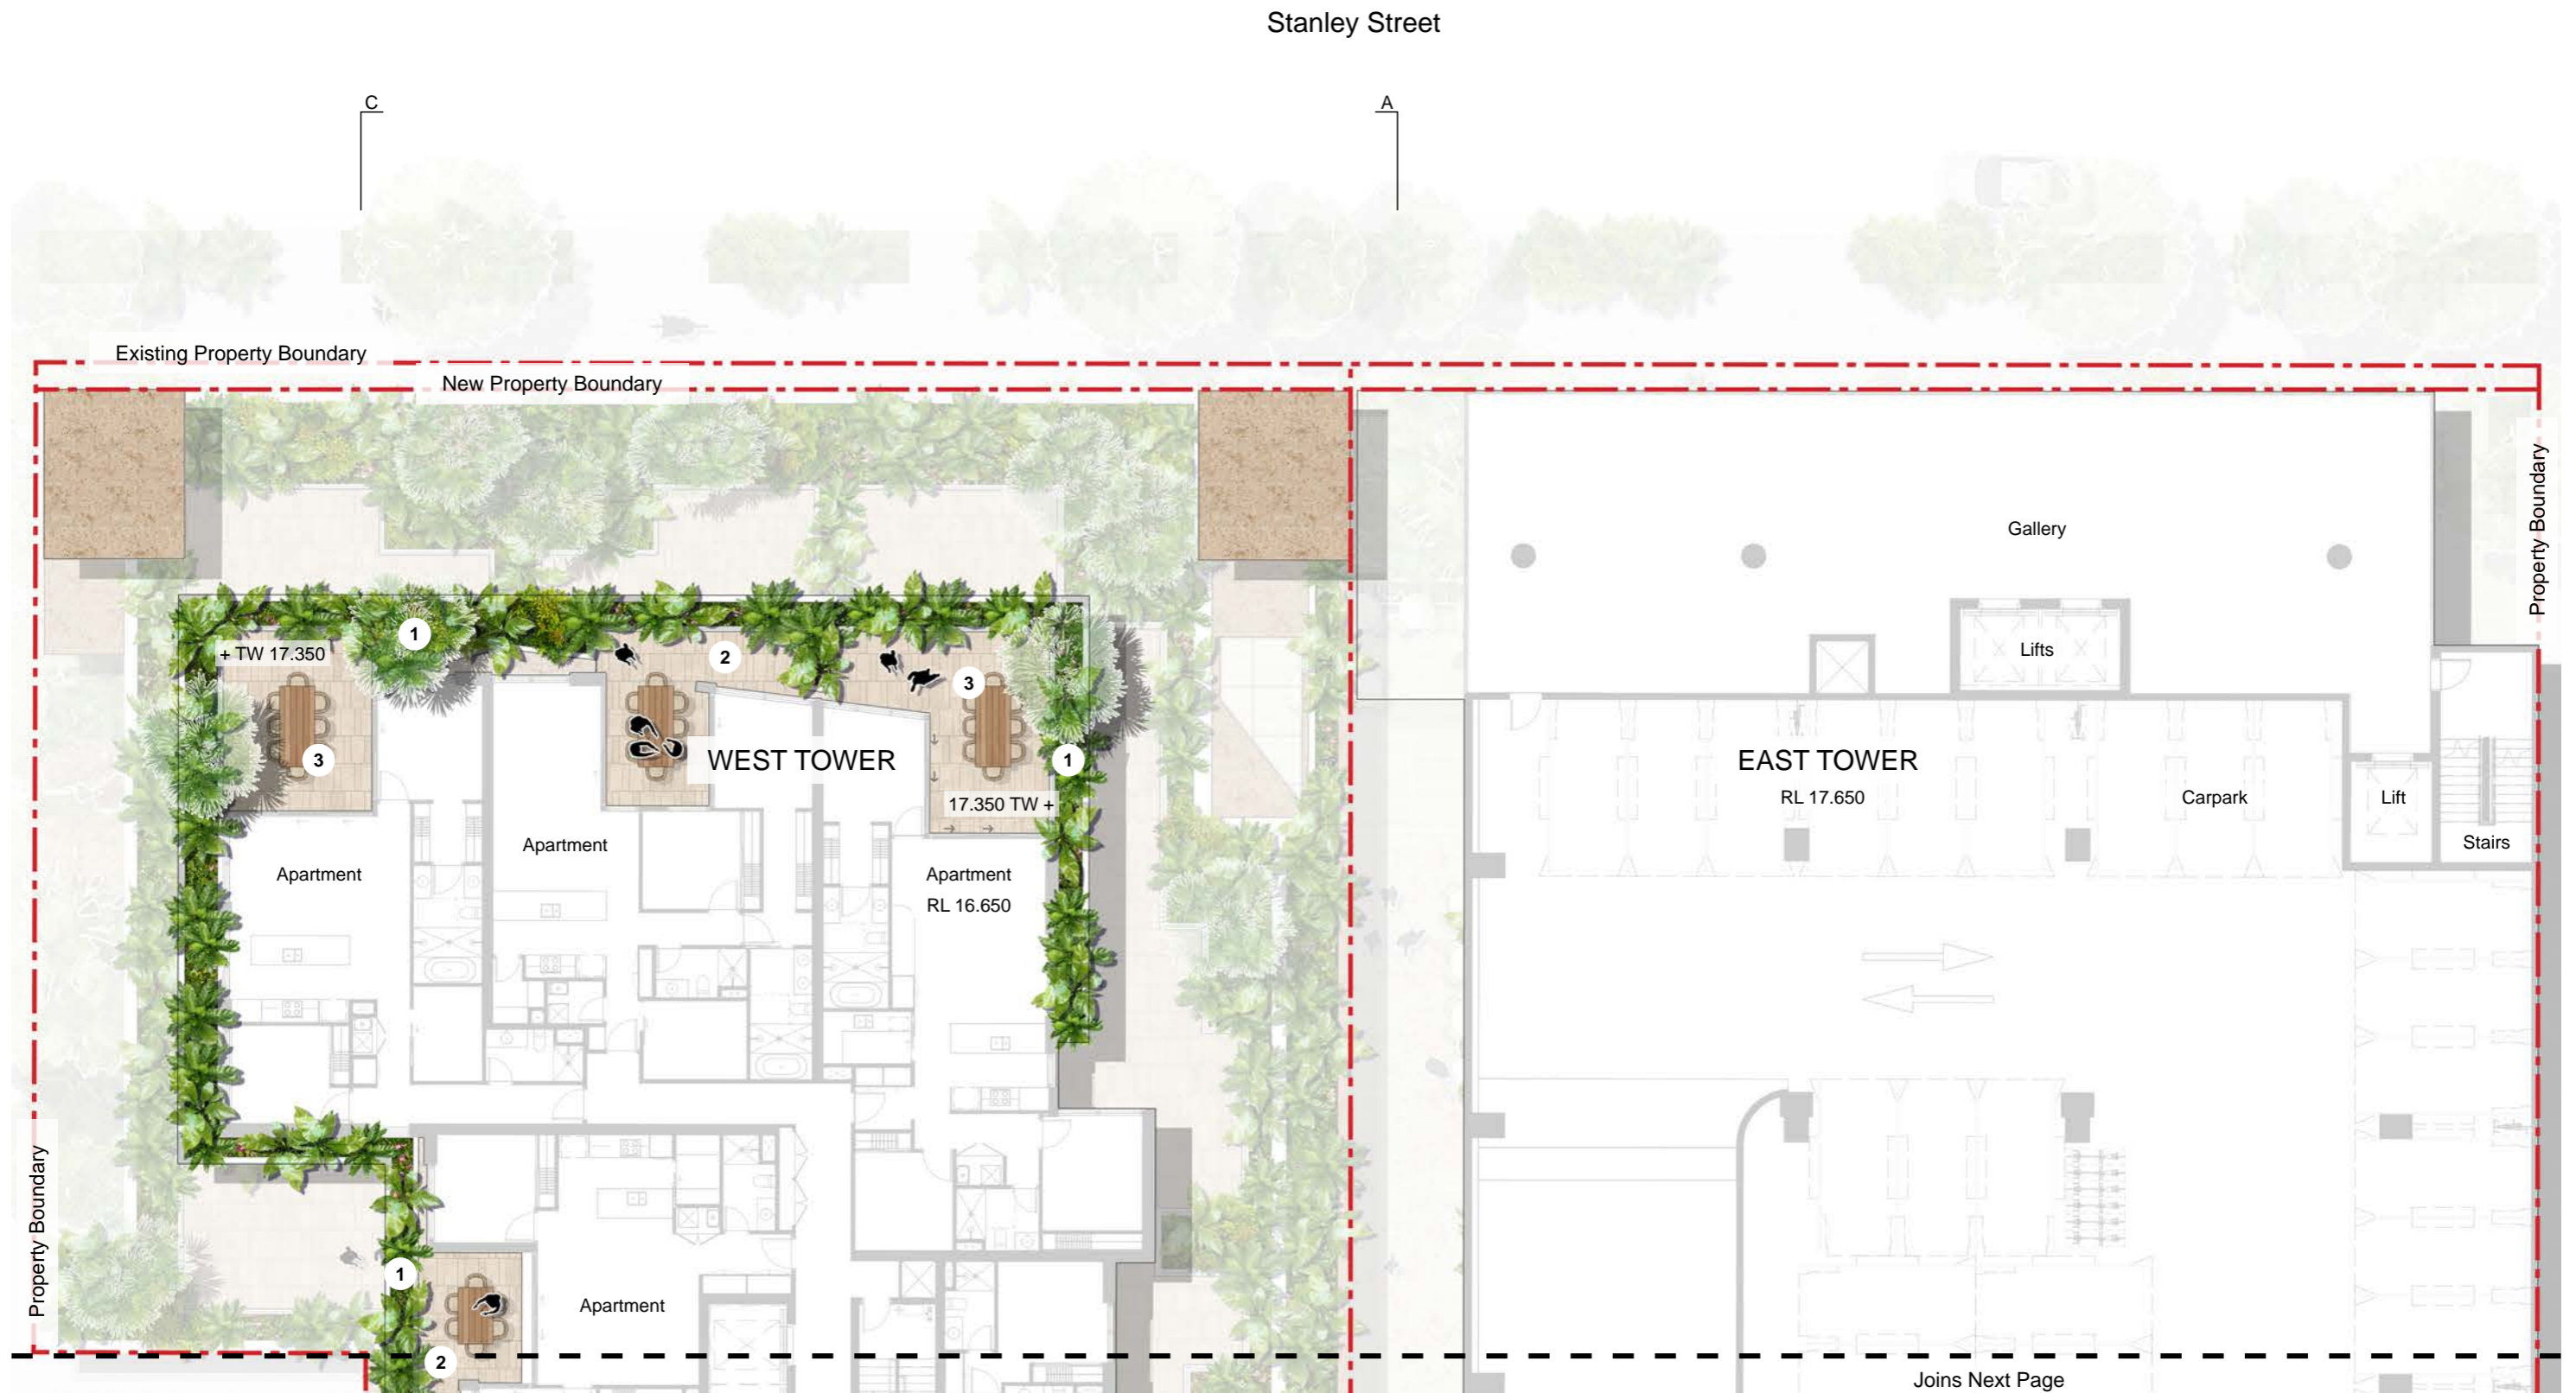 Stanley Street
C
A
Existing Property Boundary
New Property Boundary
Property Boundary
Gallery
1
+ TW 17.350
2
3
Lifts
3
WEST TOWER
1
EAST TOWER
RL 17.650
Carpark
Lift
17.350 TW +
Stairs
Apartment
Apartment
Apartment
RL 16.650
Property Boundary
1
Apartment
2
Joins Next Page